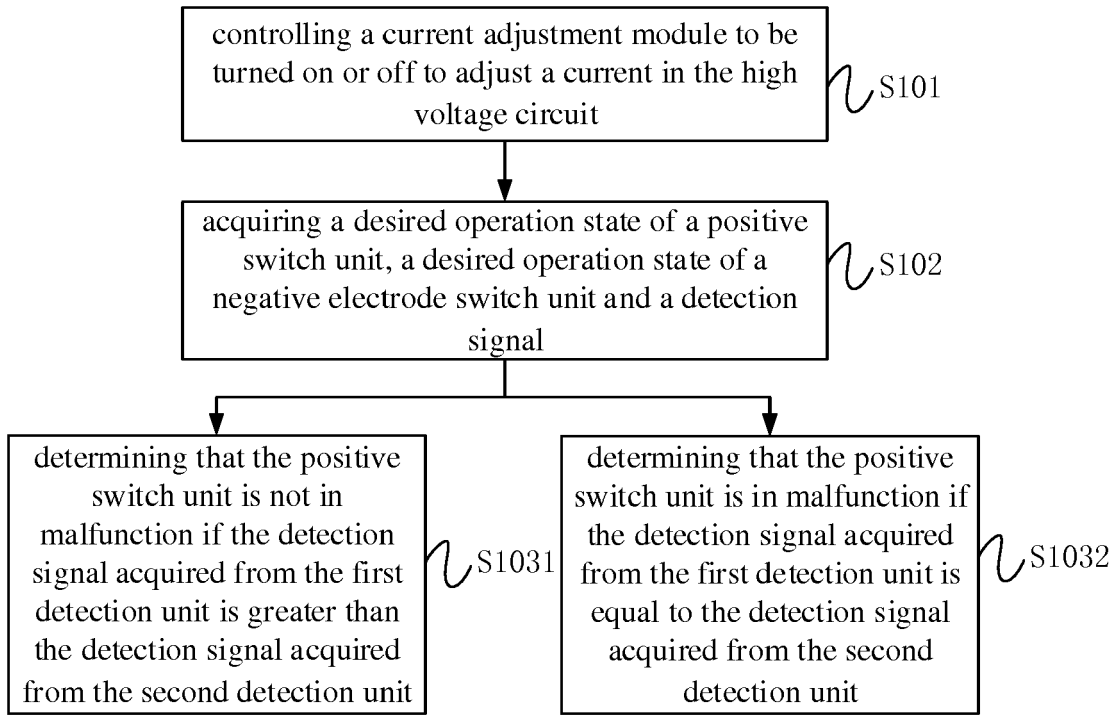 controlling a current adjustment module to be
turned on or off to adjust a current in the high
voltage circuit
S101
acquiring a desired operation state of a positive
switch unit, a desired operation state of a
negative electrode switch unit and a detection
signal
S102
determining that the positive
switch unit is not in
malfunction if the detection
signal acquired from the first
detection unit is greater than
the detection signal acquired
from the second detection unit
S1031
determining that the positive
switch unit is in malfunction if
the detection signal acquired
from the first detection unit is
equal to the detection signal
acquired from the second
detection unit
S1032